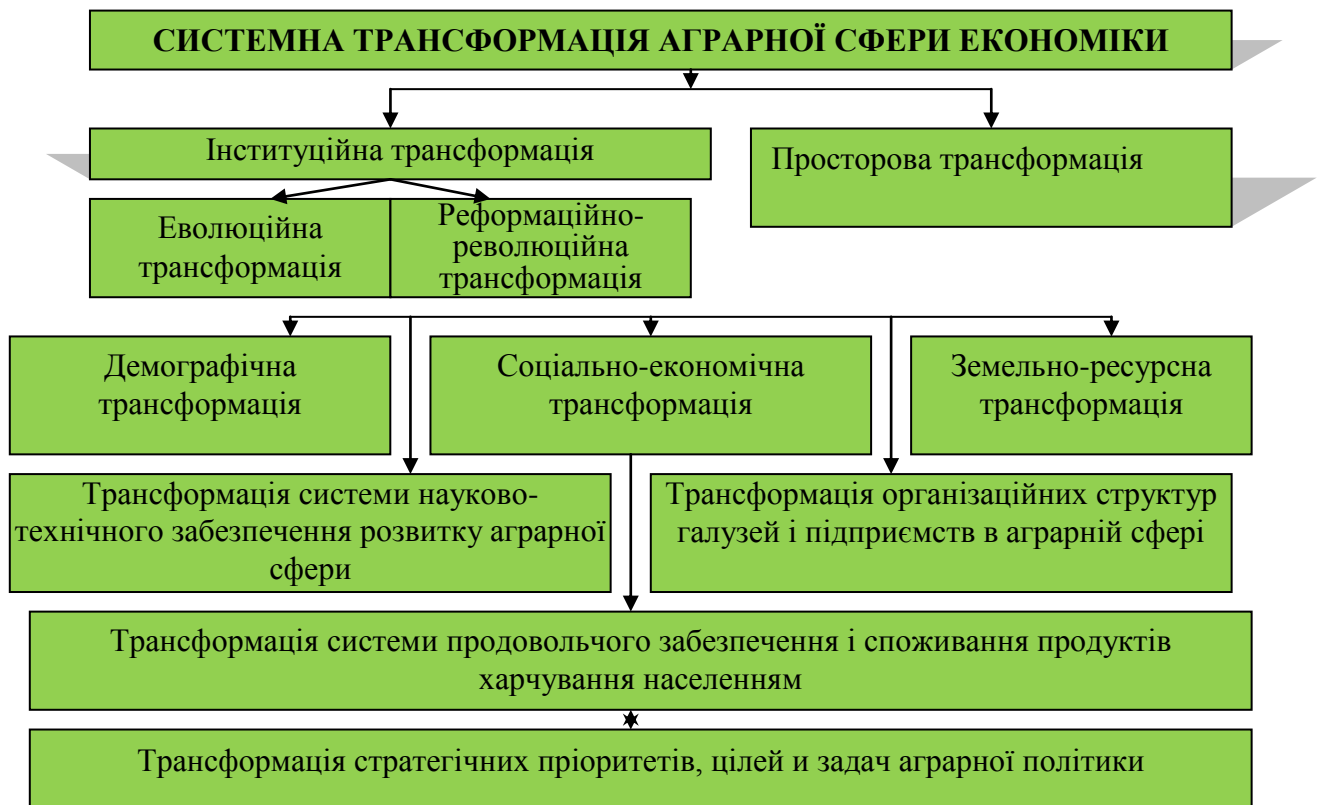 СИСТЕМНА ТРАНСФОРМАЦІЯ АГРАРНОЇ СФЕРИ ЕКОНОМІКИ
Інституційна трансформація
Просторова трансформація
Еволюційна
трансформація
Реформаційно-
революційна
трансформація
Демографічна
трансформація
Соціально-економічна
трансформація
Земельно-ресурсна
трансформація
Трансформація системи науково-
технічного забезпечення розвитку аграрної
сфери
Трансформація організаційних структур
галузей і підприємств в аграрній сфері
Трансформація системи продовольчого забезпечення і споживання продуктів
харчування населенням
Трансформація стратегічних пріоритетів, цілей и задач аграрної політики